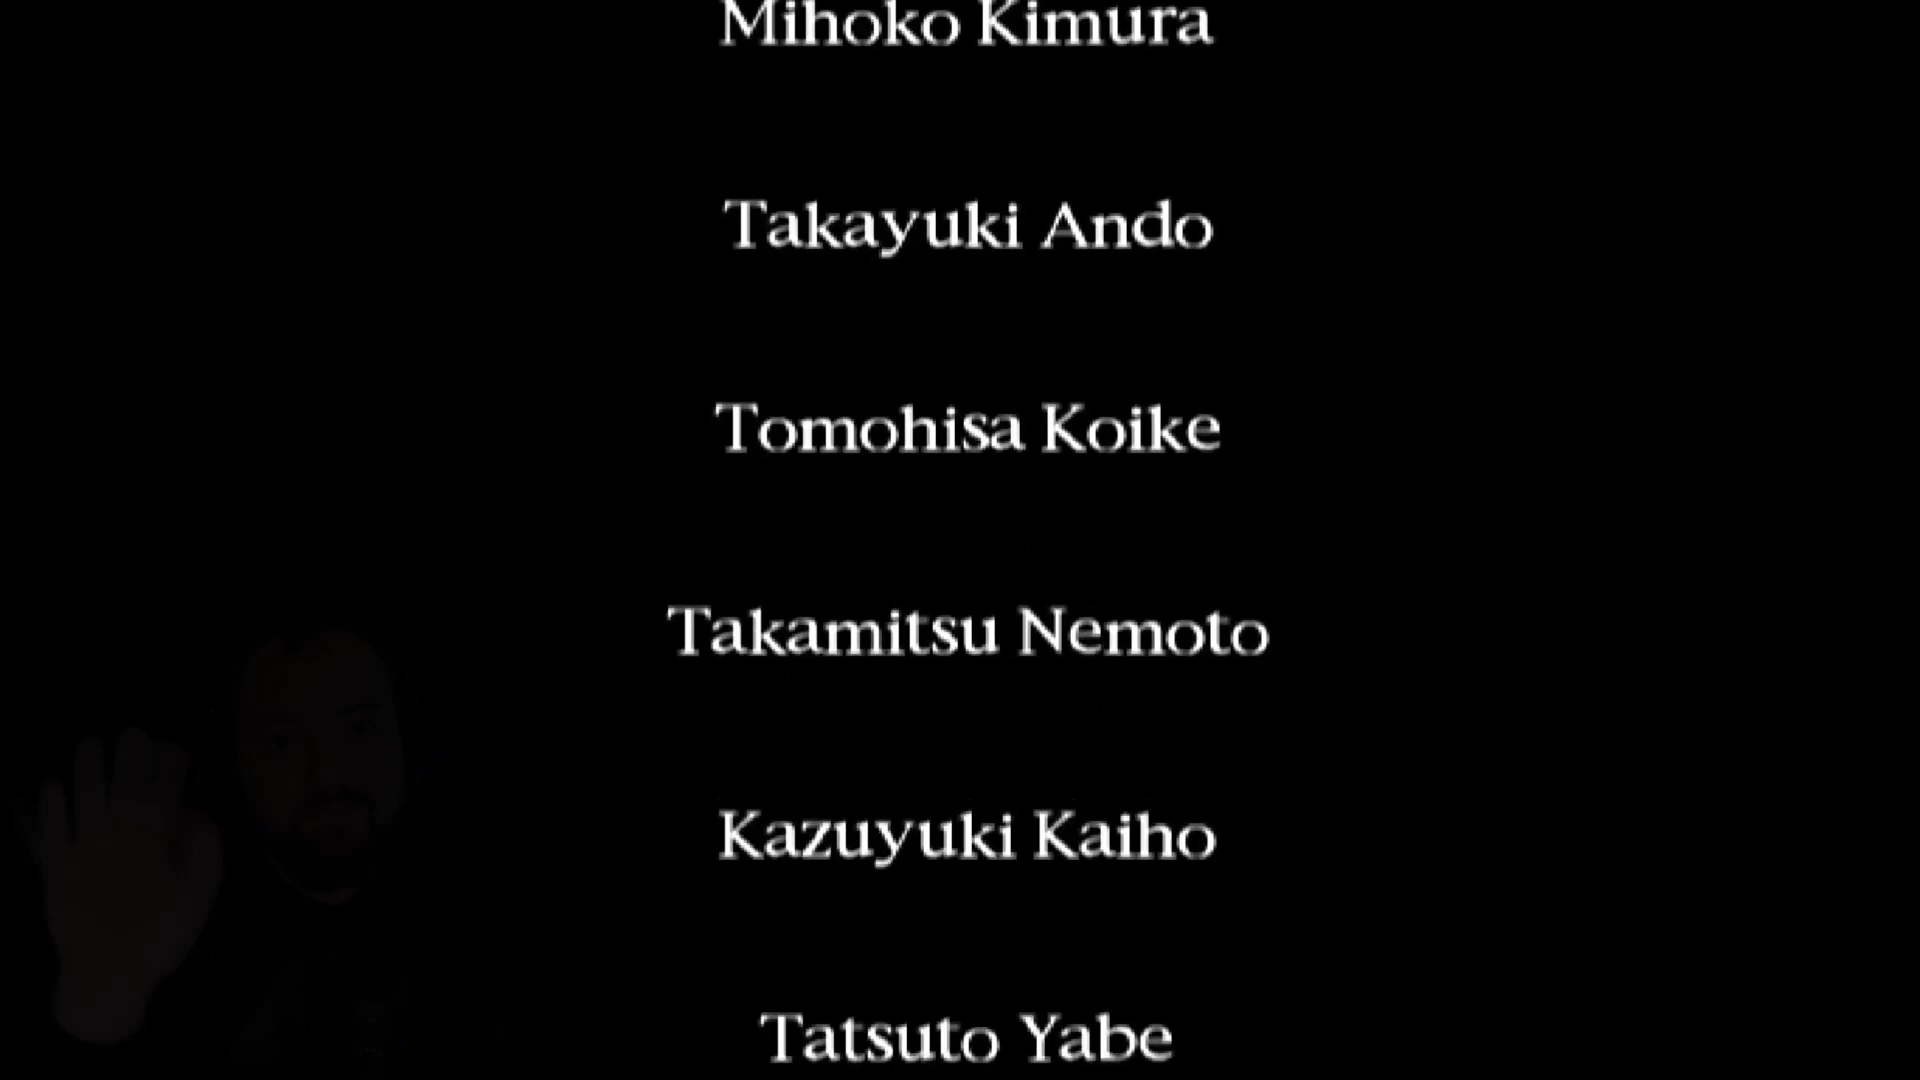 Mihoko Kimura
Takayuki Ando
Tomohisa Koike
Takamitsu Nemoto
Kazuyuki Kaiho
Tatsuto Yabe